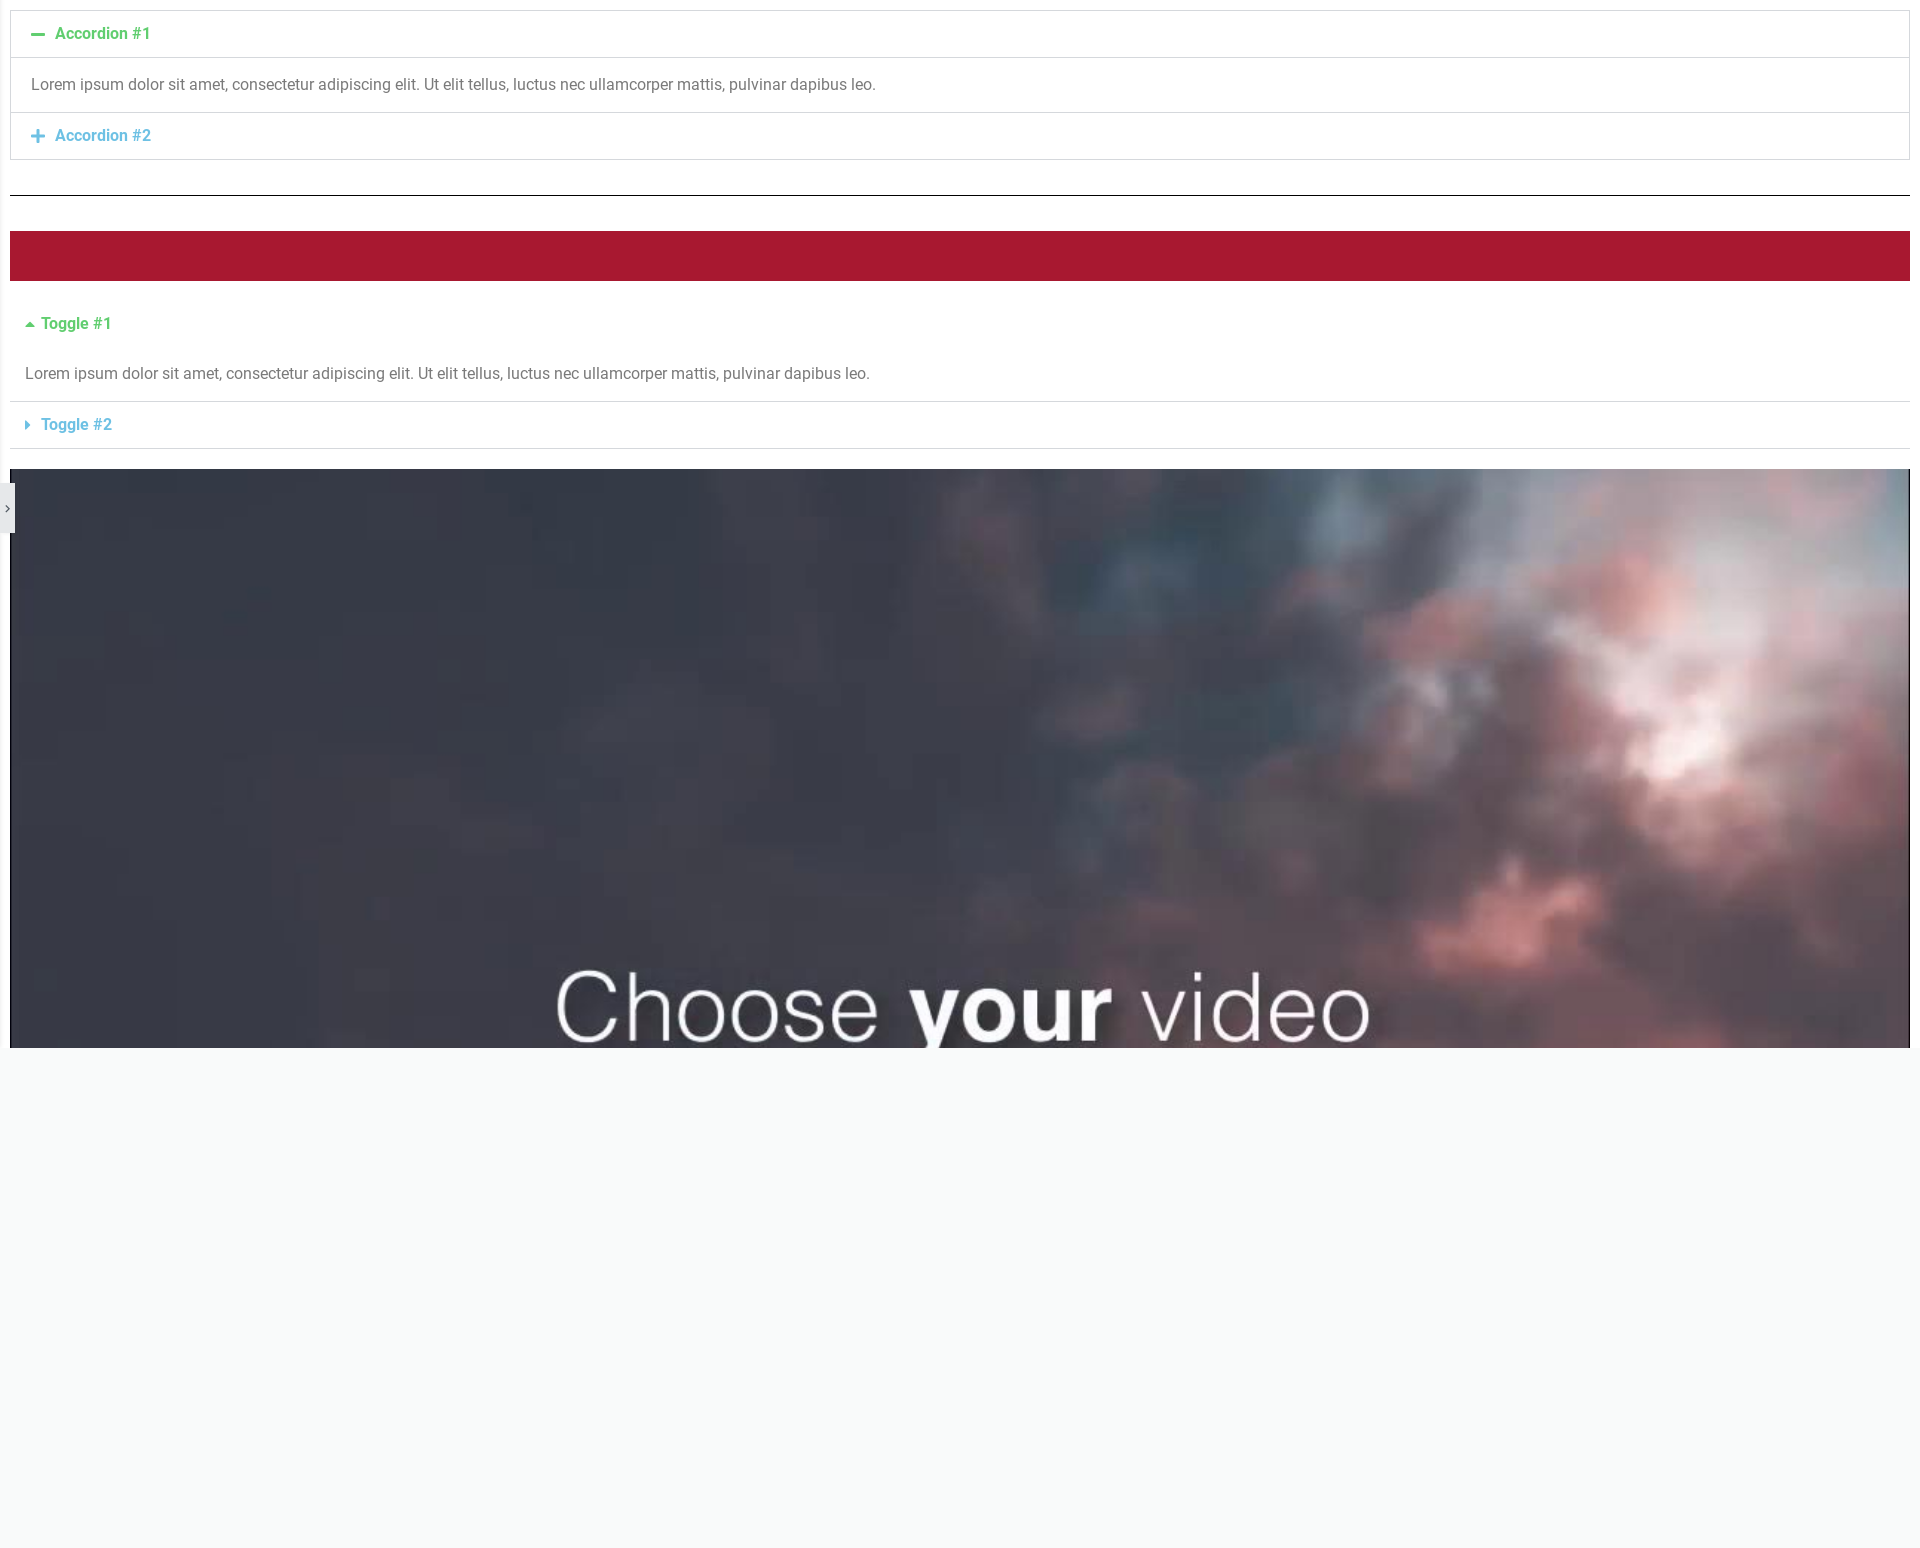 Accordion #1
Lorem ipsum dolor sit amet, consectetur adipiscing elit. Ut elit tellus, luctus nec ullamcorper mattis, pulvinar dapibus leo.
Accordion #2
Toggle #1
Lorem ipsum dolor sit amet, consectetur adipiscing elit. Ut elit tellus, luctus nec ullamcorper mattis, pulvinar dapibus leo.
Toggle #2
Choose your video